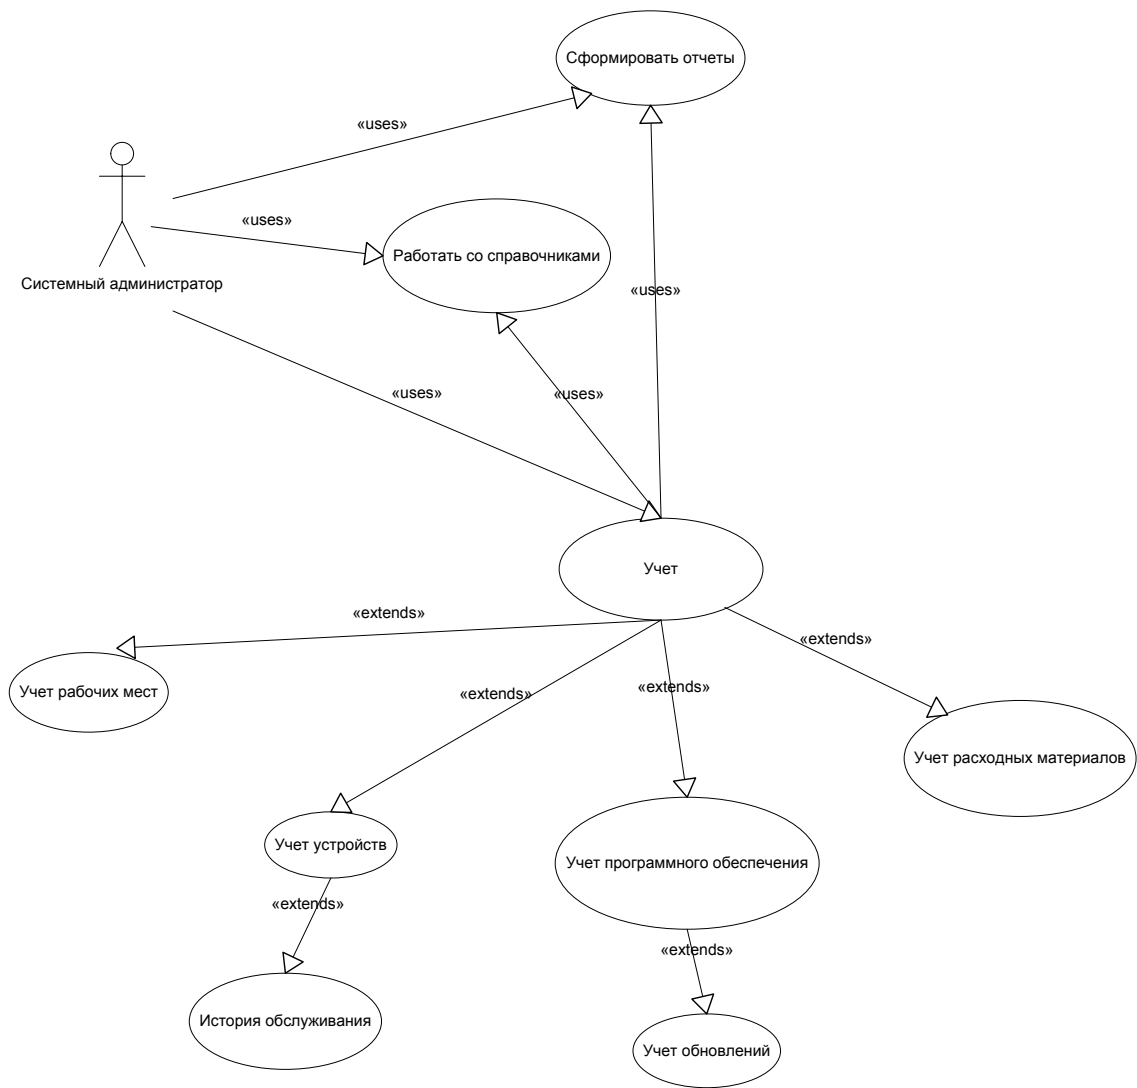 Сформировать отчеты
«uses»
«uses»
Работать со справочниками
Системный администратор
«uses»
«uses»
«uses»
Учет
«extends»
«extends»
«extends»
«extends»
Учет рабочих мест
Учет расходных материалов
Учет устройств
Учет программного обеспечения
«extends»
«extends»
История обслуживания
Учет обновлений